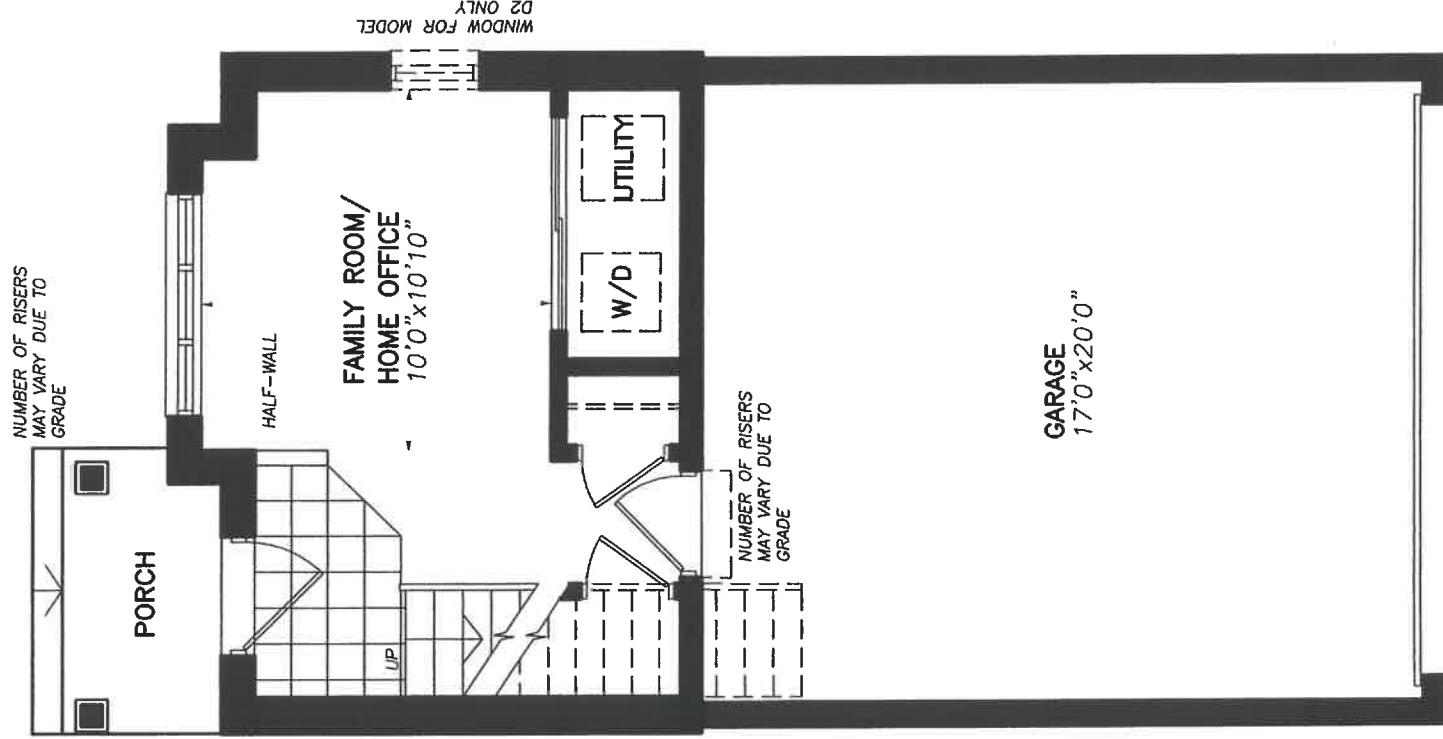 NUMBER OF RISERS
MAY VARY DUE TO
GRADE
PORCH
HALF-WALL
UP
FAMILY ROOM/
HOME OFFICE
10'0"x10'10"
WINDOW FOR MODEL
D2 ONLY
W/D
UTILITY
NUMBER OF RISERS
MAY VARY DUE TO
GRADE
GARAGE
17'0"x20'0"